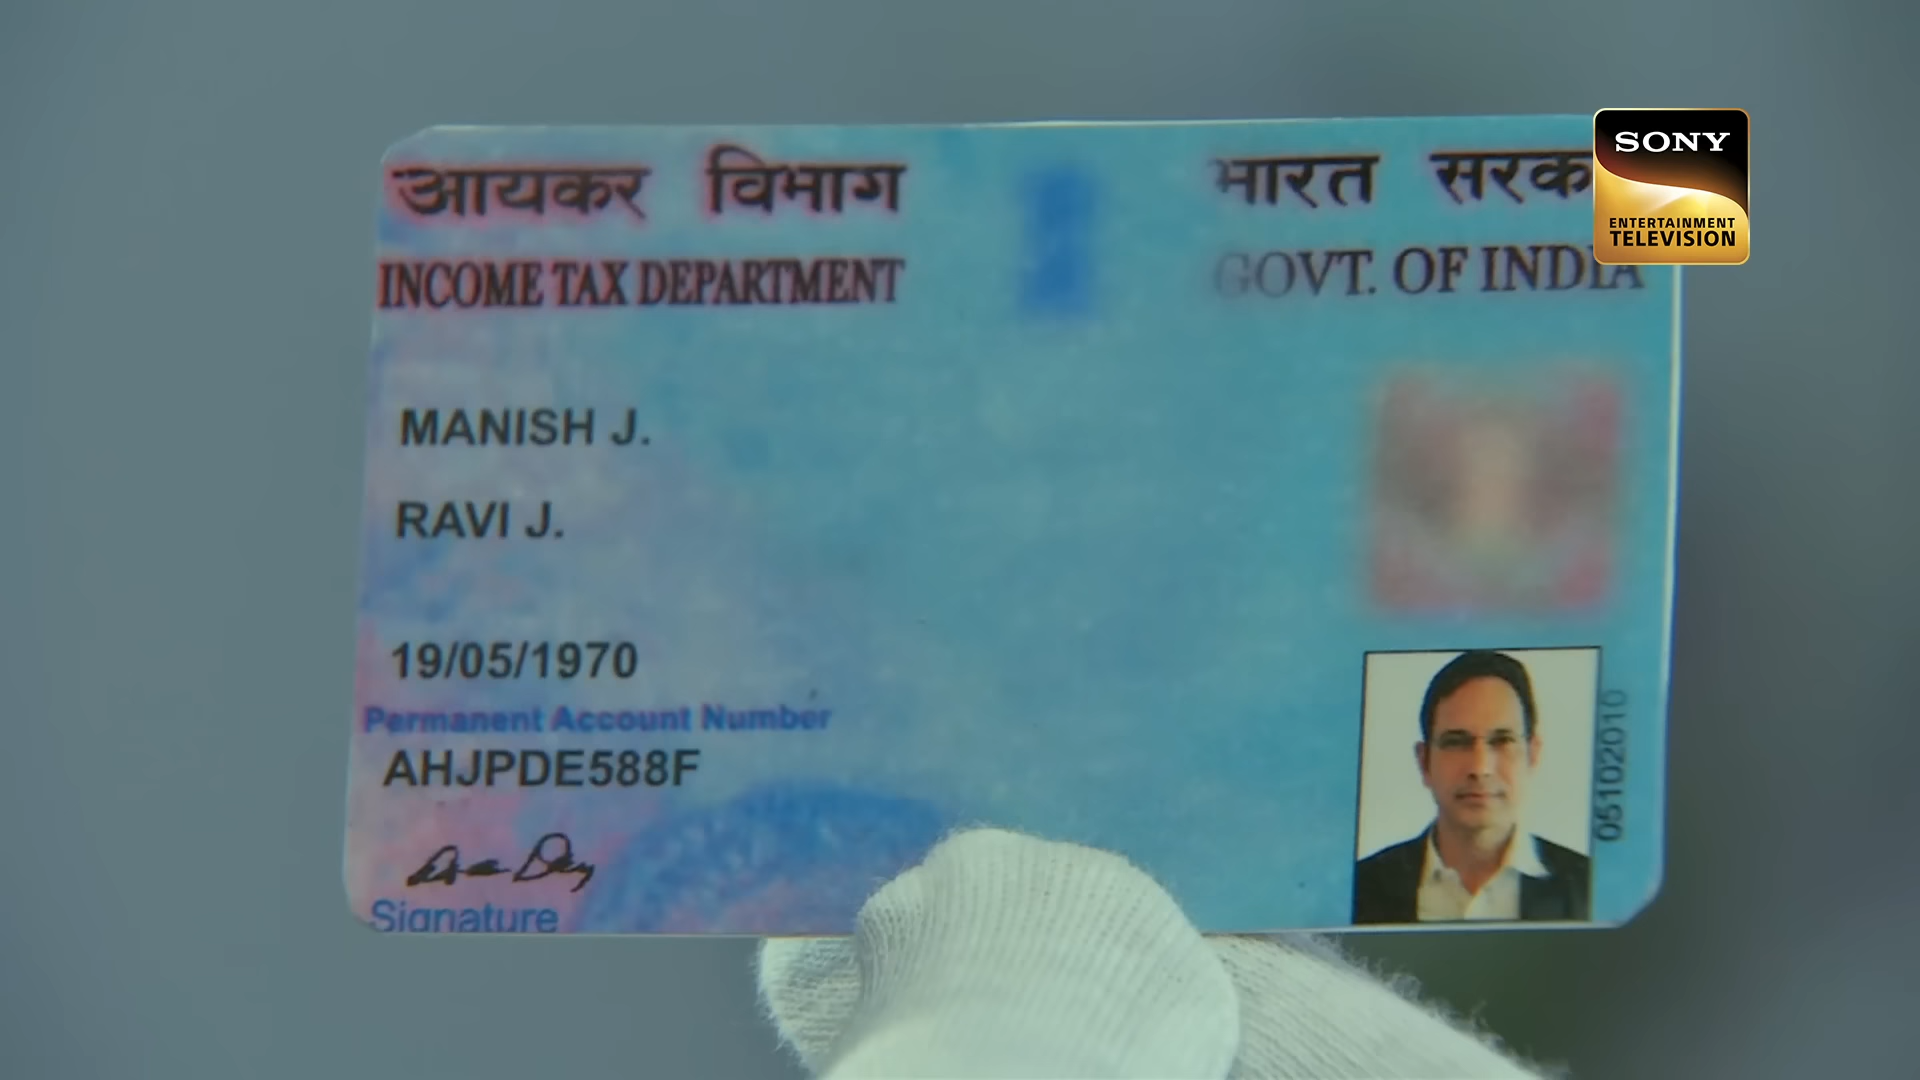 आयकर विभाग
INCOME TAX DEPARTMENT
भारत
GOVT. OF INDIA
SONY
ENTERTAINMENT
TELEVISION
MANISH J.
RAVI J.
19/05/1970
Permanent Account Number
AHJPDE588F
Signature
05102010